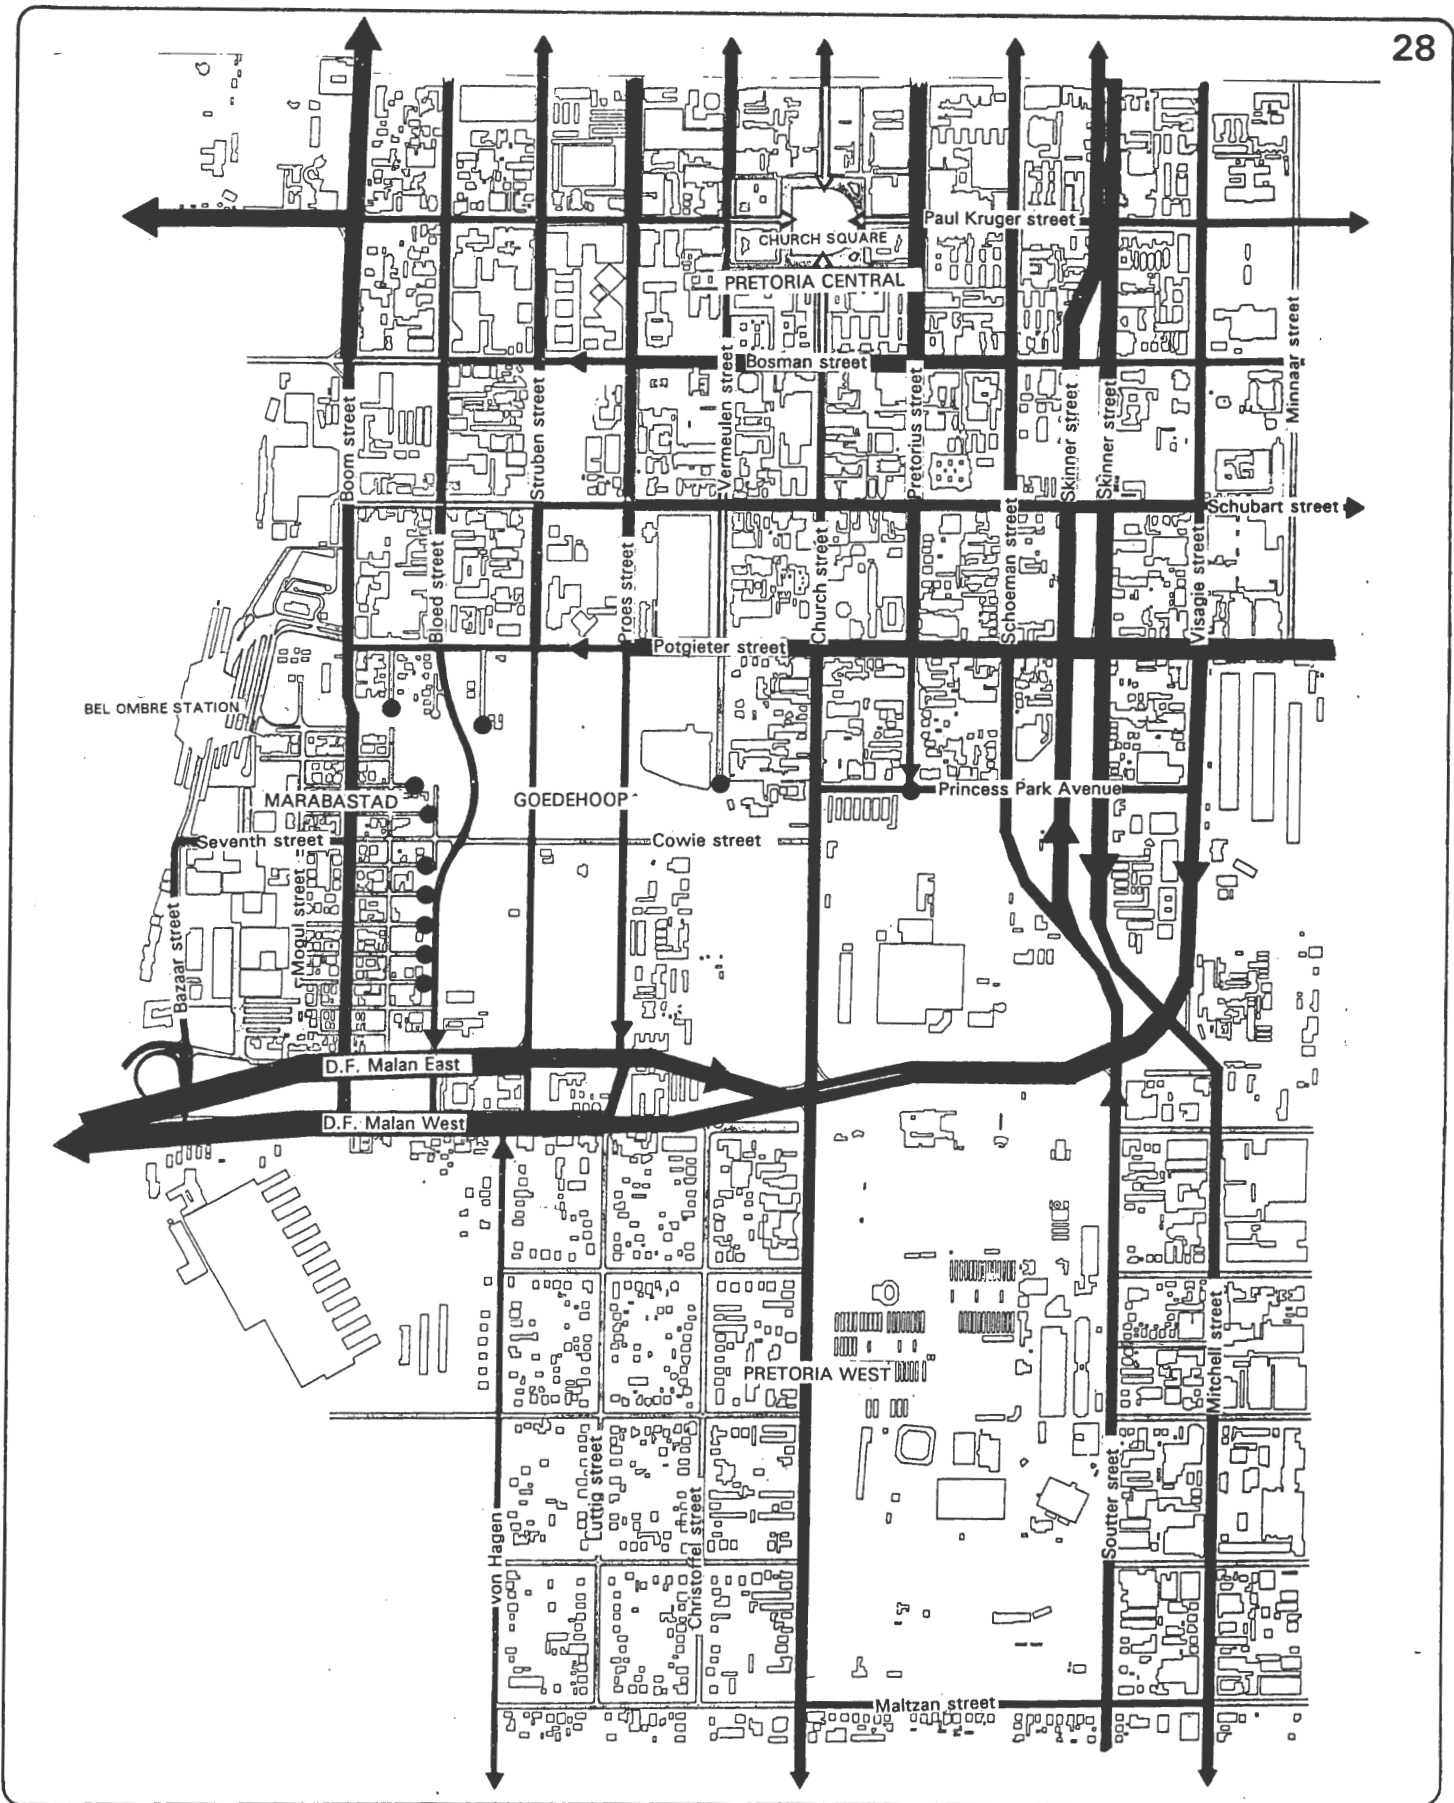 28
Paul Kruger street
CHURCH SQUARE
PRETORIA CENTRAL
Bosman street
Minnaar street
Boom street
Struben street
Vermeulen street
Pretorius street
Skinner street
Skinner street
Schubart street
Bloed street
Proes street
Church street
Schoeman street
Visagie street
Potgieter street
BEL OMBRE STATION
Princess Park Avenue
MARABASTAD
GOEDEHOOP
Seventh street
Cowie street
Mogul street
Bazaar street
D.F. Malan East
D.F. Malan West
PRETORIA WEST
Mitchell street
Luttig street
Christoffel street
von Hagen
Soutter sreet
Maltzan street